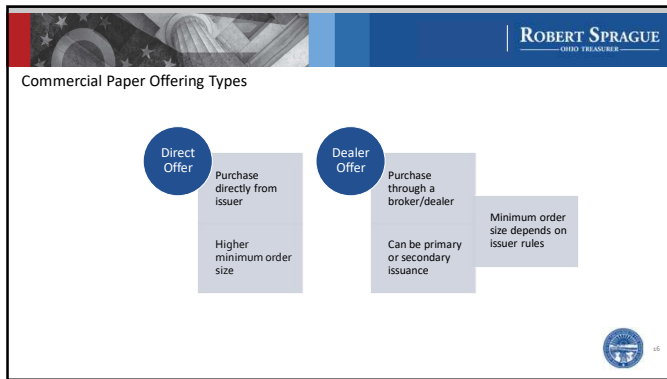 ROBERT SPRAGUE
OHIO TREASURER
Commercial Paper Offering Types
Direct
Offer
Purchase
directly from
issuer
Higher
minimum order
size
Dealer
Offer
Purchase
through a
broker/dealer
Can be primary
or secondary
issuance
Minimum order
size depends on
issuer rules
16